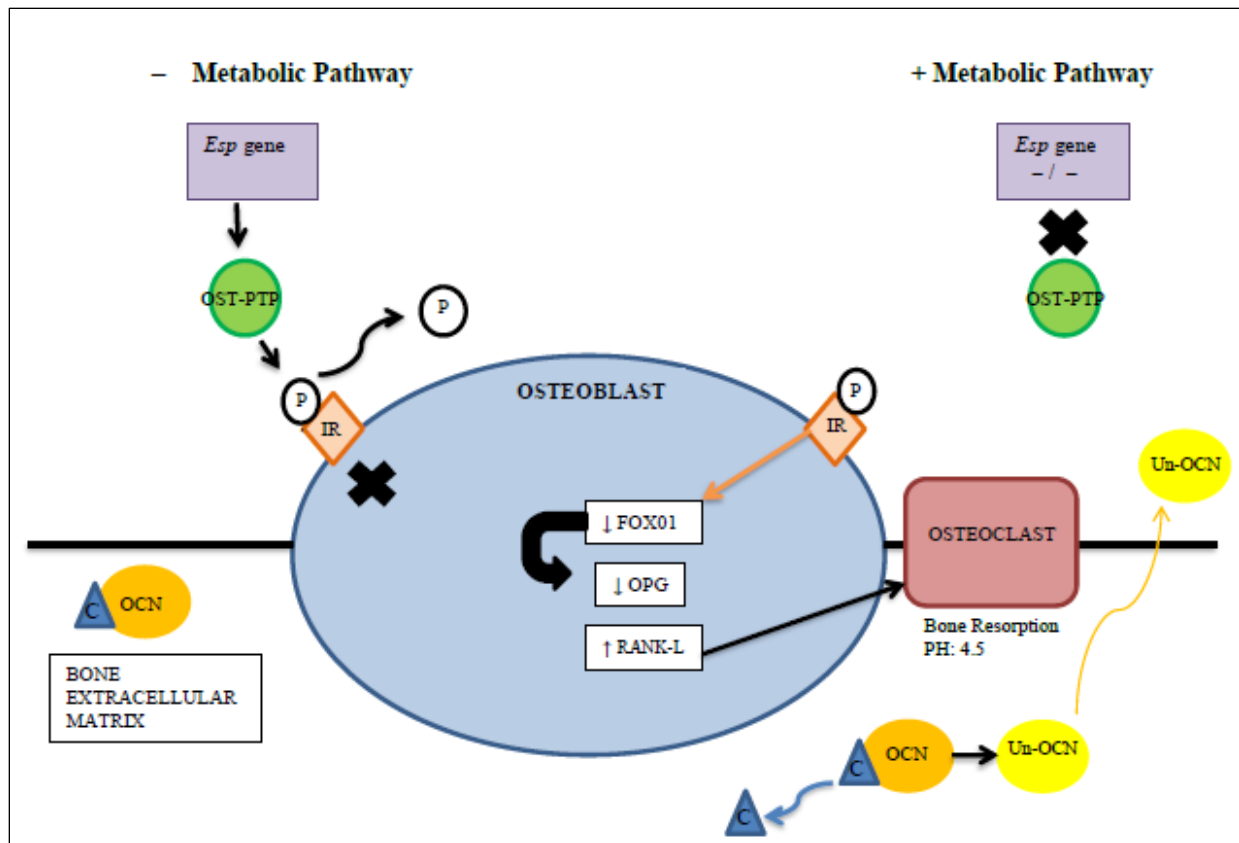 – Metabolic Pathway
+ Metabolic Pathway
Esp gene
Esp gene
– / –
OST-PTP
OST-PTP
P
P
IR
OSTEOBLAST
P
IR
Un-OCN
↓ FOX01
↓ OPG
↑ RANK-L
OSTEOCLAST
Bone Resorption
PH: 4.5
C
OCN
BONE
EXTRACELLULAR
MATRIX
C
OCN
Un-OCN
C